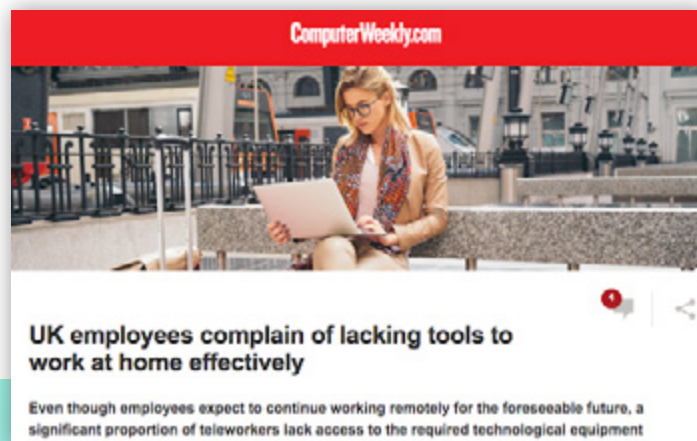 ComputerWeekly.com
4
UK employees complain of lacking tools to
work at home effectively
Even though employees expect to continue working remotely for the foreseeable future, a
significant proportion of teleworkers lack access to the required technological equipment